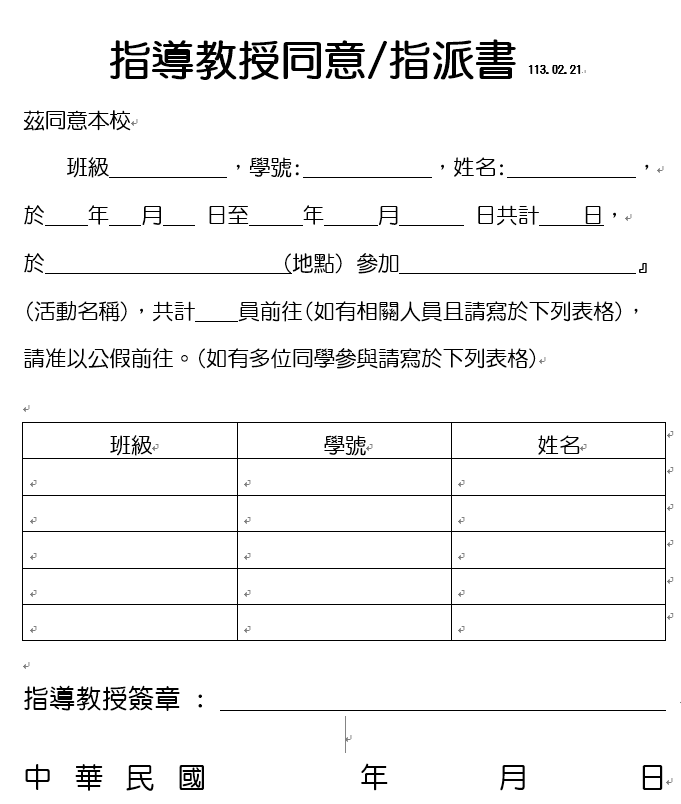 指導教授同意/指派書 113.02.21
茲同意本校
班級___________，學號:____________，姓名:____________，
於____年___月___ 日至_____年_____月______ 日共計____日，
於_______________________(地點) 參加______________________』
(活動名稱)，共計____員前往(如有相關人員且請寫於下列表格)，
請准以公假前往。(如有多位同學參與請寫於下列表格)
班級 學號 姓名
指導教授簽章 : ______________________________
中 華 民 國 年 月 日